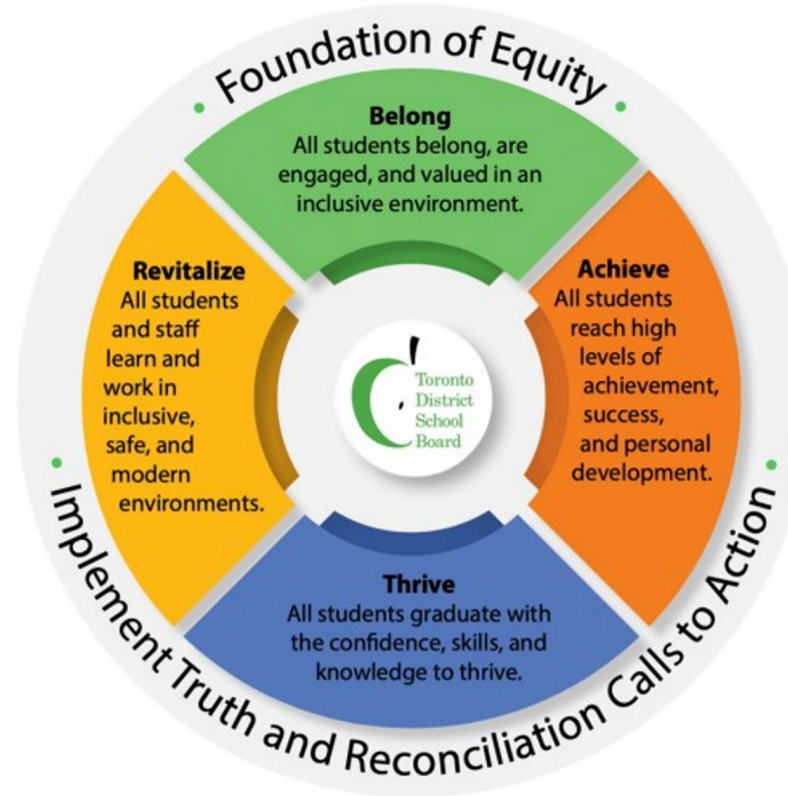 Foundation of Equity
Belong
All students belong, are
engaged, and valued in an
inclusive environment.
Achieve
All students
reach high
levels of
achievement,
success,
and personal
development.
Thrive
All students graduate with
the confidence, skills, and
knowledge to thrive.
Revitalize
All students
and staff
learn and
work in
inclusive,
safe, and
modern
environments.
Toronto
District
School
Board
Implement Truth and Reconciliation Calls to Action